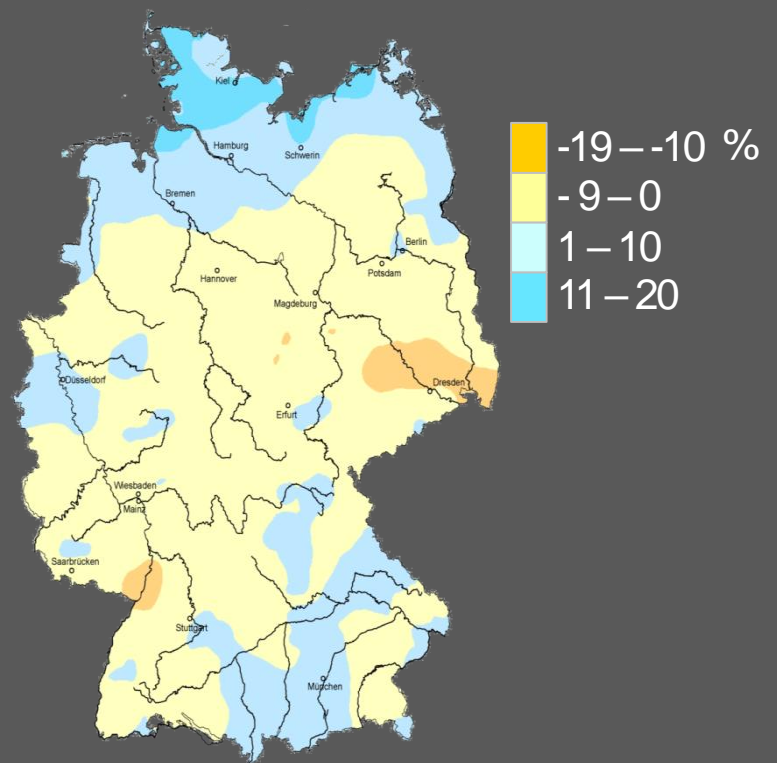 Kiel
Hamburg
Schwerin
Bremen
Berlin
Hannover
Potsdam
Magdeburg
Düsseldorf
Dresden
Erfurt
Wiesbaden
Mainz
Saarbrücken
Stuttgart
München
-19 – -10 %
- 9 – 0
1 – 10
11 – 20